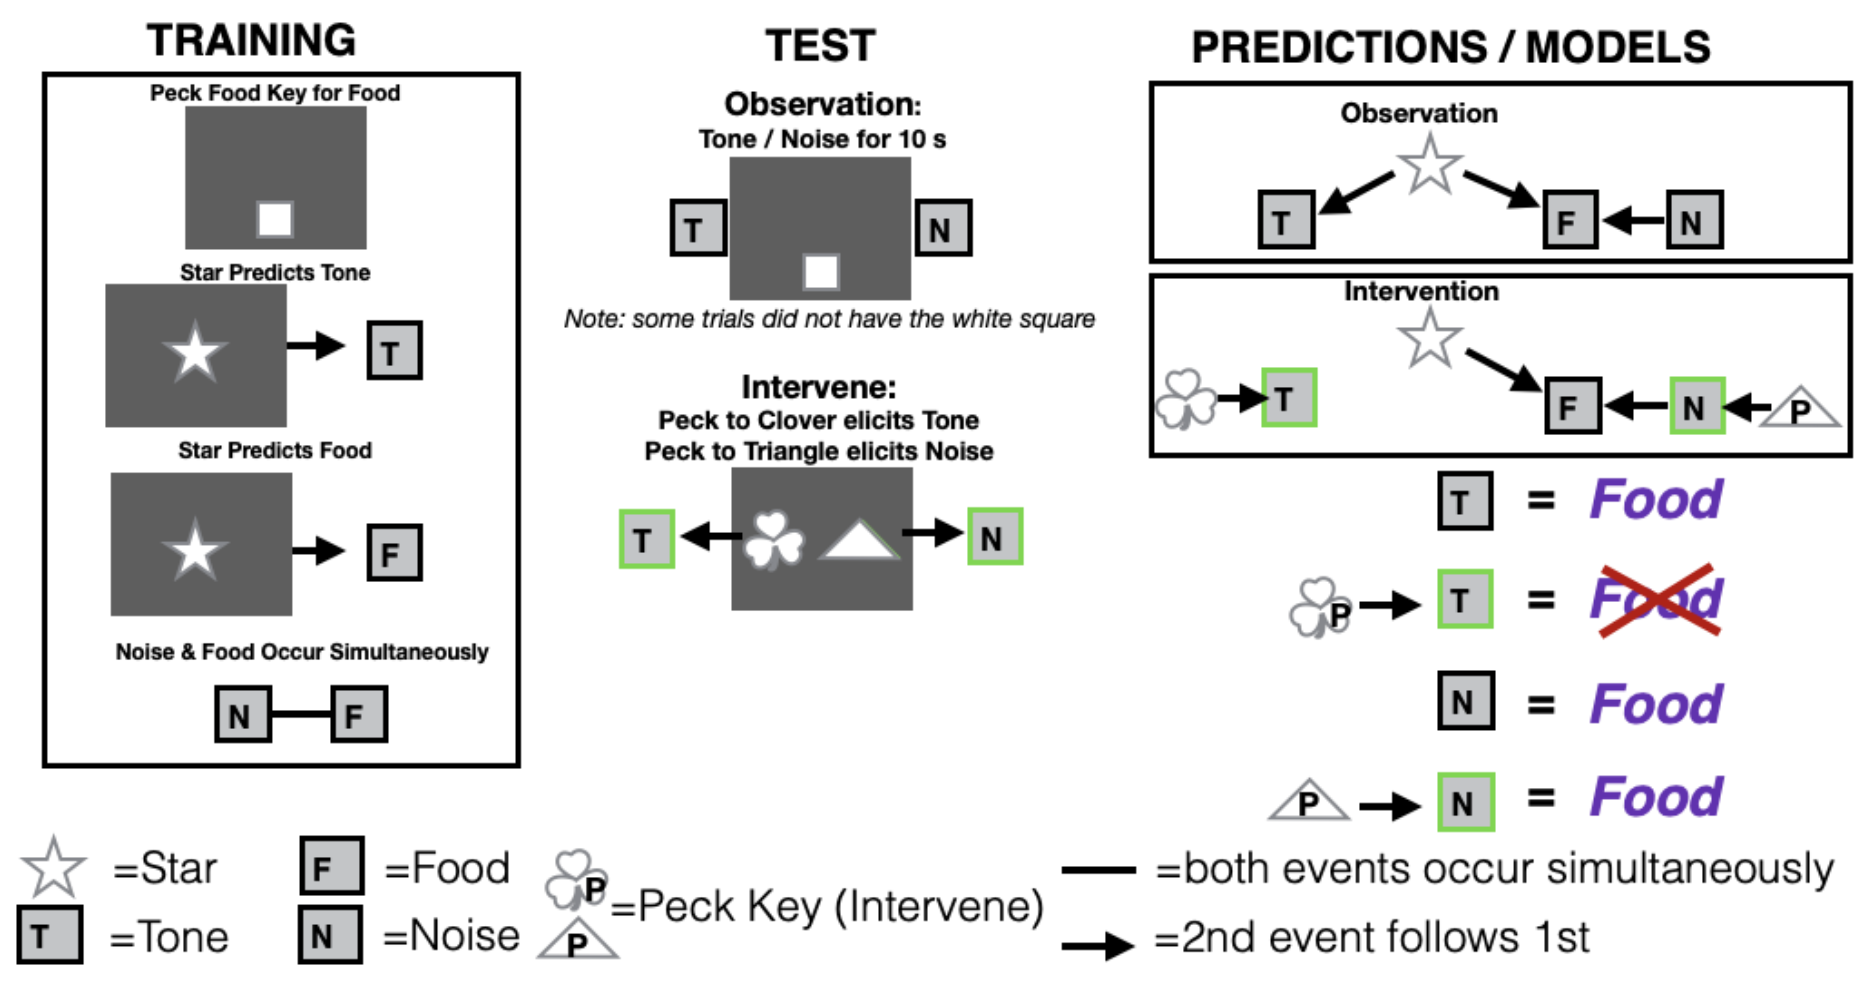 TRAINING
Peck Food Key for Food
Star Predicts Tone
T
Star Predicts Food
F
Noise & Food Occur Simultaneously
N F
TEST
Observation:
Tone / Noise for 10 s
T N
Note: some trials did not have the white square
Intervene:
Peck to Clover elicits Tone
Peck to Triangle elicits Noise
T N
PREDICTIONS / MODELS
Observation
T F N
Intervention
T F N P
T = Food
P T = Food
N = Food
P N = Food
=Star
T =Tone
F =Food
N =Noise
P
P
=Peck Key (Intervene)
=both events occur simultaneously
=2nd event follows 1st